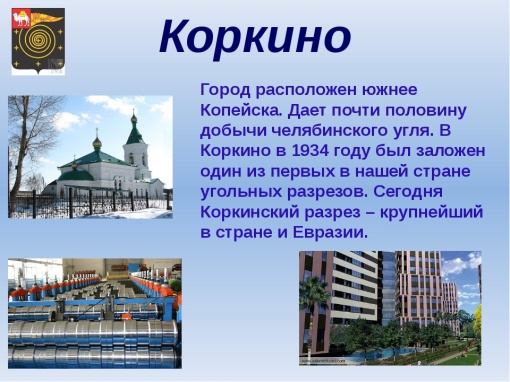 Коркино
Город расположен южнее
Копейска. Дает почти половину
добычи челябинского угля. В
Коркино в 1934 году был заложен
один из первых в нашей стране
угольных разрезов. Сегодня
Коркинский разрез – крупнейший
в стране и Евразии.